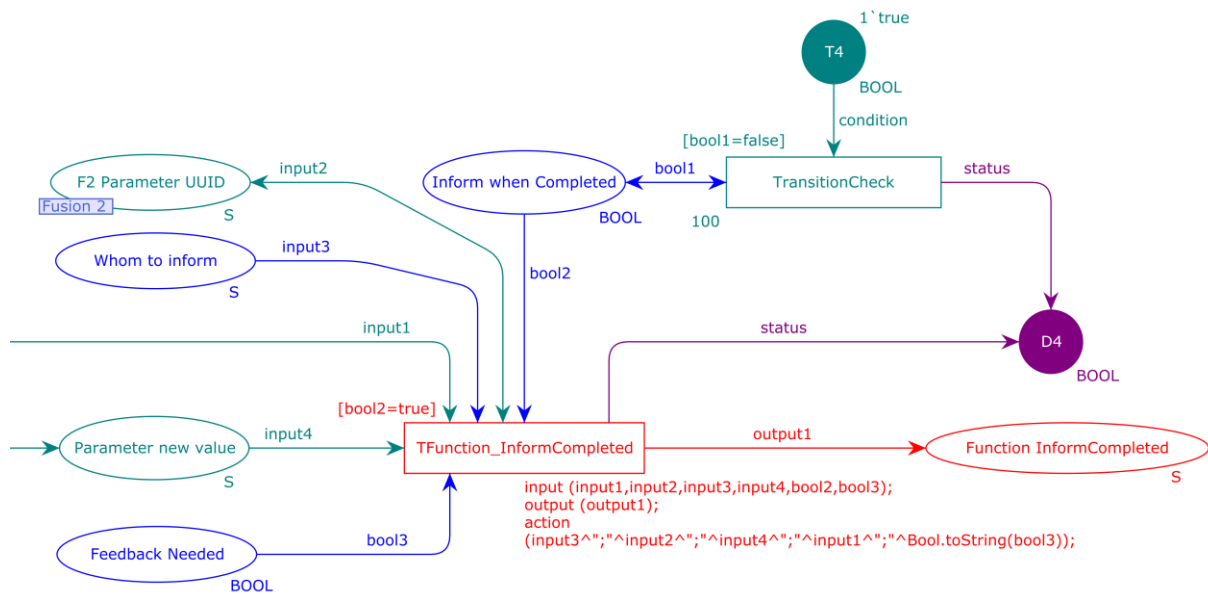 1`true
T4
BOOL
condition
[bool1=false]
input2
bool1
status
F2 Parameter UUID
Inform when Completed
TransitionCheck
Fusion 2
S
BOOL
100
input3
Whom to inform
bool2
S
input1
status
D4
BOOL
[bool2=true]
input4
output1
Parameter new value
TFunction_InformCompleted
Function InformCompleted
S
S
input (input1,input2,input3,input4,bool2,bool3);
output (output1);
action
(input3^";"^input2^";"^input4^";"^input1^";"^Bool.toString(bool3));
bool3
Feedback Needed
BOOL